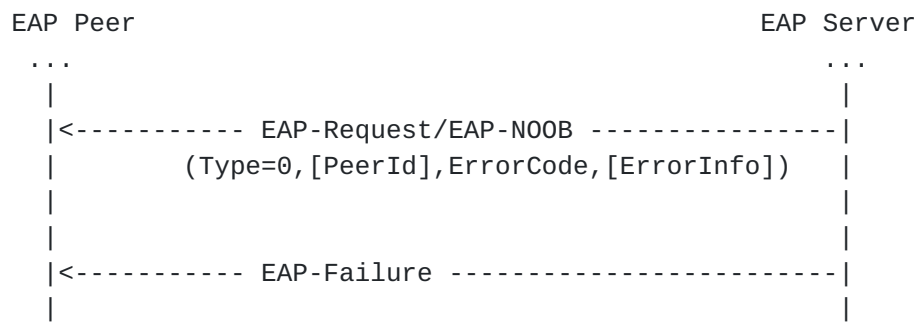 EAP Peer                                        EAP Server
 ...                                                ...
  |                                                   |
  |<----------- EAP-Request/EAP-NOOB ----------------|
  |        (Type=0,[PeerId],ErrorCode,[ErrorInfo])   |
  |                                                   |
  |                                                   |
  |<----------- EAP-Failure -------------------------|
  |                                                   |